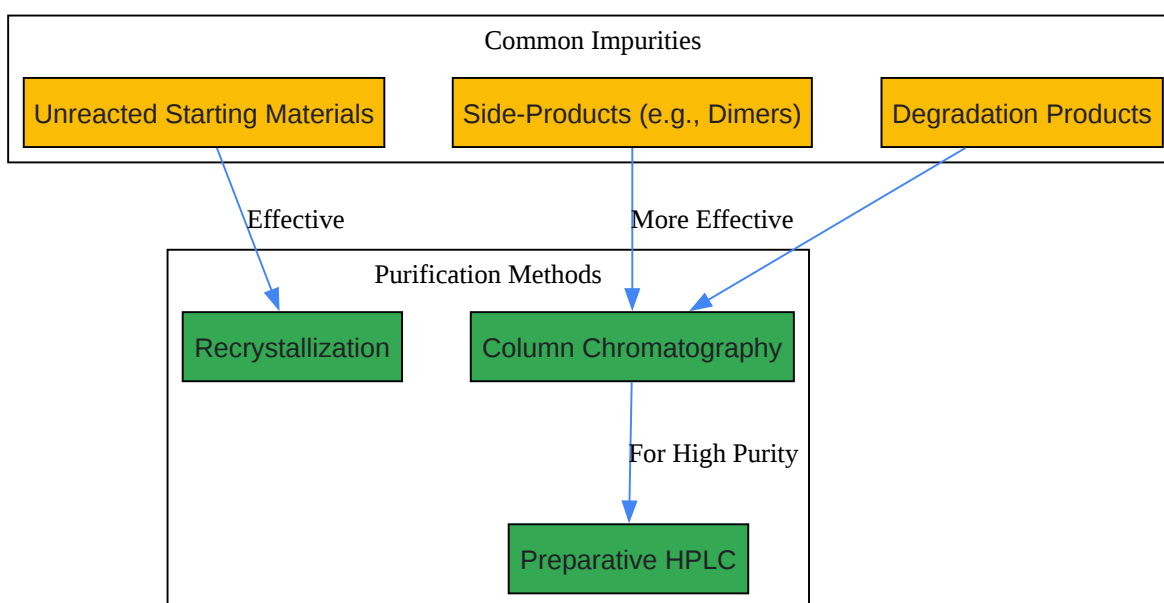 Common Impurities
Unreacted Starting Materials
Side-Products (e.g., Dimers)
Degradation Products
Effective
More Effective
Purification Methods
Recrystallization
Column Chromatography
For High Purity
Preparative HPLC